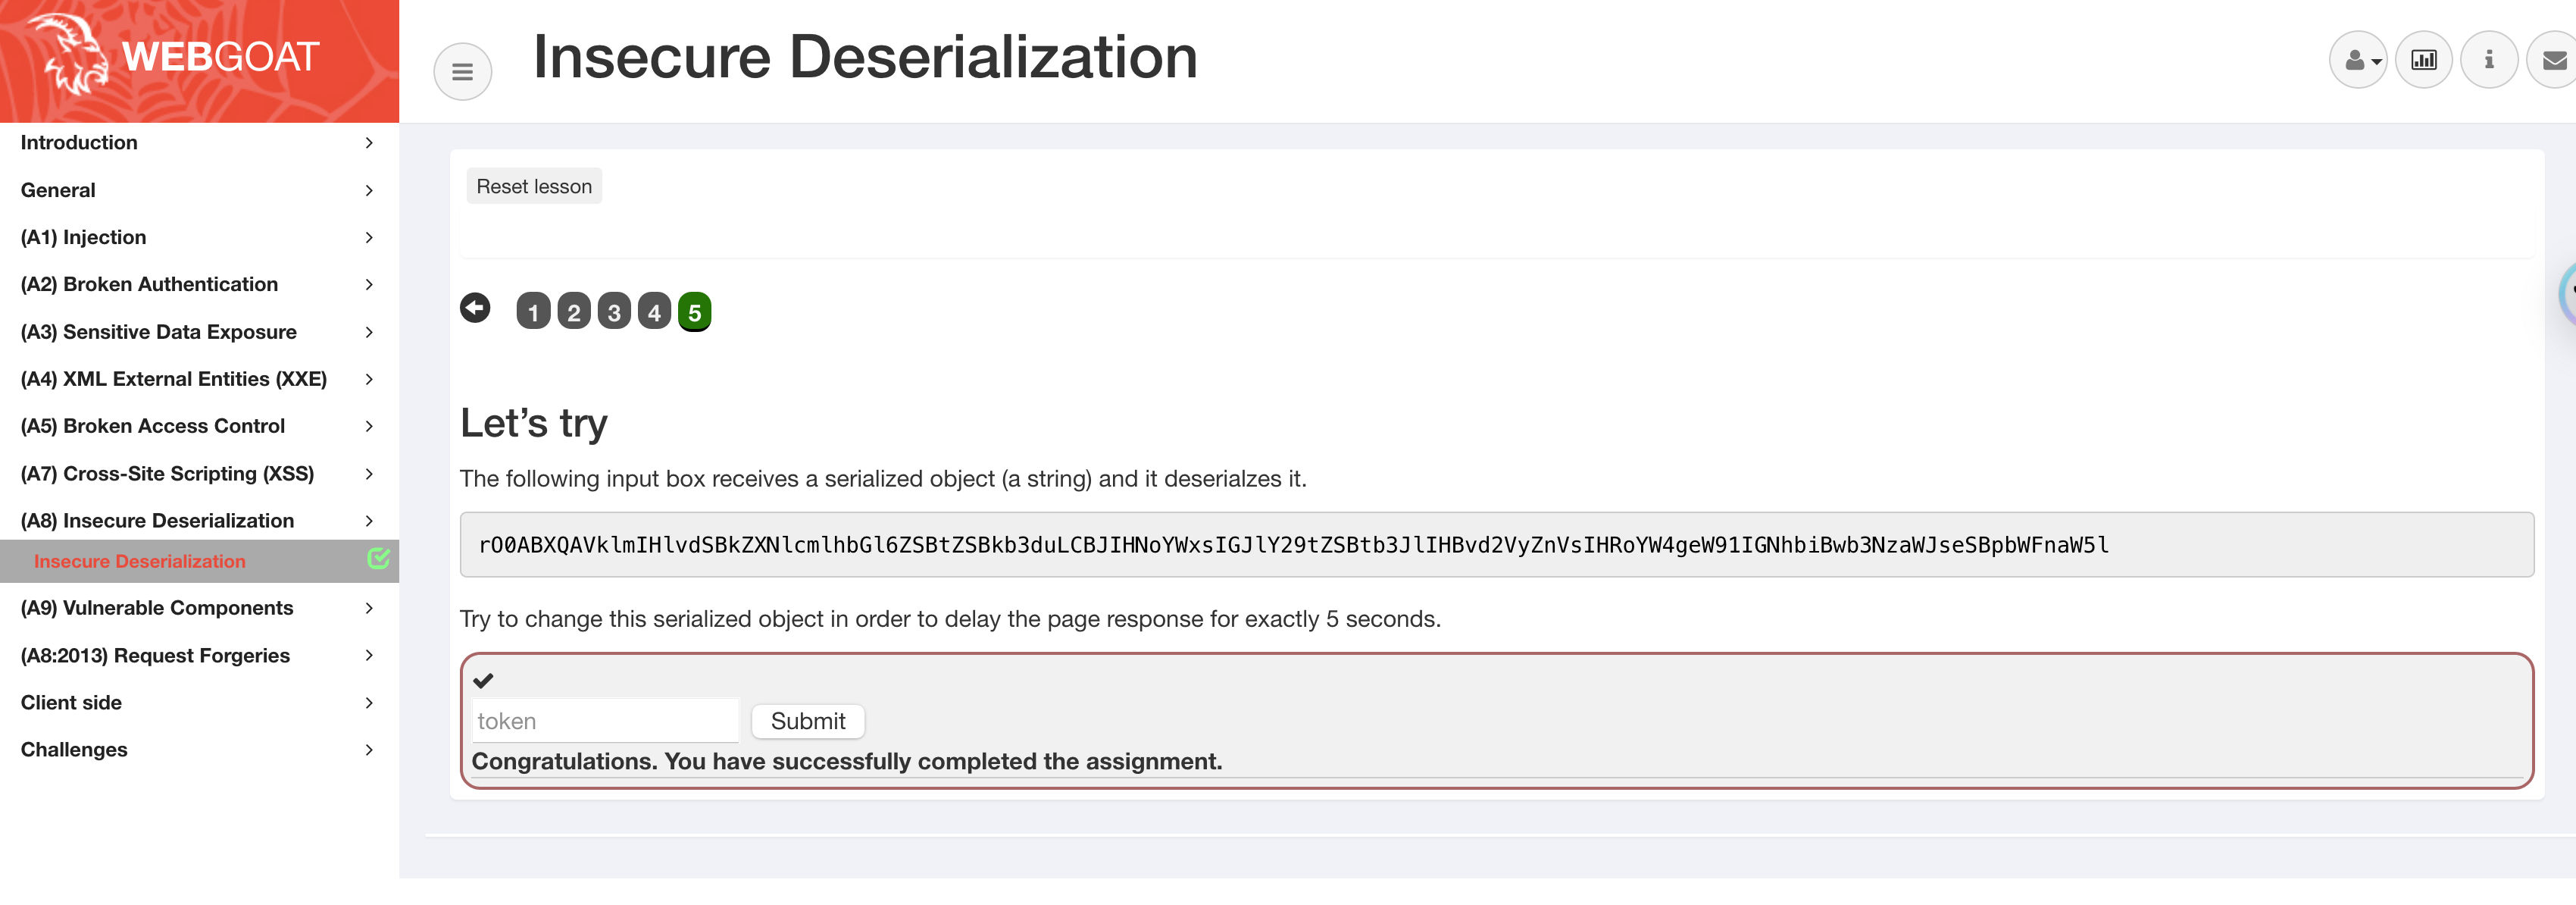 WEBGOAT
Insecure Deserialization
Introduction
General
(A1) Injection
(A2) Broken Authentication
(A3) Sensitive Data Exposure
(A4) XML External Entities (XXE)
(A5) Broken Access Control
(A7) Cross-Site Scripting (XSS)
(A8) Insecure Deserialization
Insecure Deserialization
(A9) Vulnerable Components
(A8:2013) Request Forgeries
Client side
Challenges
Reset lesson
1 2 3 4 5
Let’s try
The following input box receives a serialized object (a string) and it deserialzes it.
rO0ABXQAVklmIHlvdSBkZXNlcmlhbGl6ZSBtZSBkb3duLCBJIHNoYWxsIGJlY29tZSBtb3JlIHBvd2VyZnVsIHRoYW4geW91IGNhbiBwb3NzaWJseSBpbWFnaW5l
Try to change this serialized object in order to delay the page response for exactly 5 seconds.
token
Submit
Congratulations. You have successfully completed the assignment.